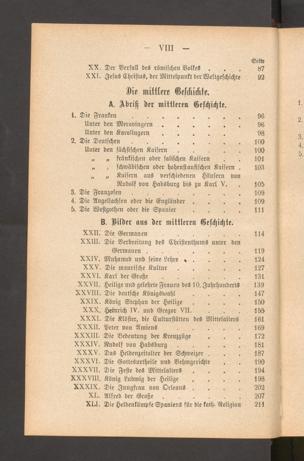 — VIII —
Seite
XX. Der Verfall des römischen Volkes . . . 87
XXI. Jesus Christus, der Mittelpunkt der Weltgeschichte 92
Die mittlere Geschichte.
A. Abriß der mittleren Geschichte.
1. Die Franken . . . . . . . 96
Unter den Merowingern . . . . . 96
Unter den Karolingern . . . . . 98
2. Die Deutschen . . . . . . . 100
Unter den sächsischen Kaisern . . . . 100
„ „ fränkischen oder salischen Kaisern . 101
„ „ schwäbischen oder hohenstaufischen Kaisern . 103
„ „ Kaisern aus verschiedenen Häusern von
Rudolf von Habsburg bis zu Karl V. . 105
3. Die Franzosen . . . . . . . 109
4. Die Angelsachsen oder die Engländer . . . 109
5. Die Westgothen oder die Spanier . . . . 111
B. Bilder aus der mittleren Geschichte.
XXII. Die Germanen . . . . . . 114
XXIII. Die Verbreitung des Christenthums unter den
Germanen . . . . . . 119
XXIV. Muhamed und seine Lehre . . . . 124
XXV. Die maurische Kultur . . . . . 127
XXVI. Karl der Große . . . . . . 131
XXVII. Heilige und gelehrte Frauen des 10. Jahrhunderts 139
XXVIII. Die deutsche Königswahl . . . . 147
XXIX. König Stephan der Heilige . . . . 150
XXX. Heinrich IV. und Gregor VII. . . . 155
XXXI. Die Klöster, die Culturstätten des Mittelalters 161
XXXII. Peter von Amiens . . . . . 169
XXXIII. Die Bedeutung der Kreuzzüge . . . 172
XXXIV. Rudolf von Habsburg . . . . . 181
XXXV. Das Heldenzeitalter der Schweizer . . . 187
XXXVI. Die Gottesurtheile und Vehmgerichte . . 190
XXXVII. Die Feste des Mittelalters . . . . 194
XXXVIII. König Ludwig der Heilige . . . . 198
XXXIX. Die Jungfrau von Orleans . . . . 202
XL. Alfred der Große . . . . . 207
XLI. Die Heldenkämpfe Spaniens für die kath. Religion 211
1.
2.
3.
4.
5.